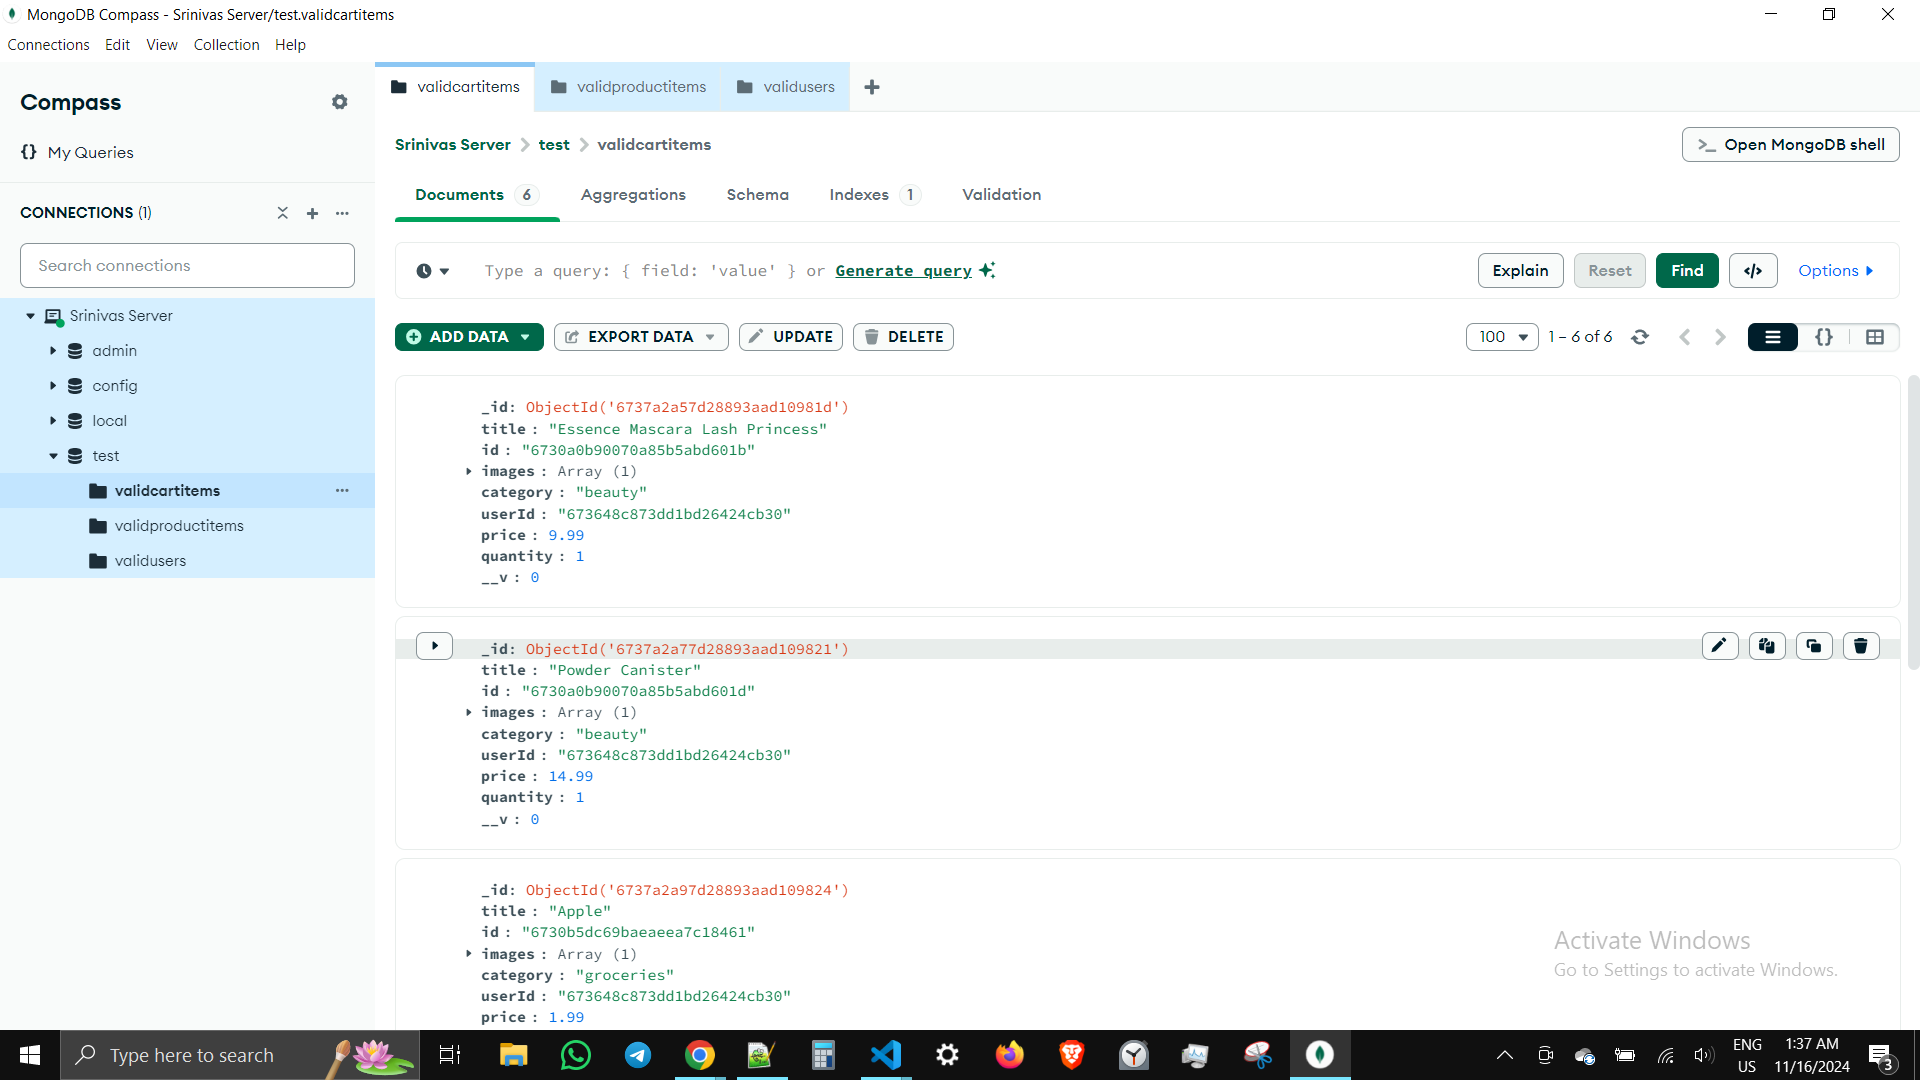 MongoDB Compass - Srinivas Server/test.validcartitems
Connections Edit View Collection Help
Compass
{} My Queries
CONNECTIONS (1)
Search connections
Srinivas Server
admin
config
local
test
validcartitems
validproductitems
validusers
validcartitems validproductitems validusers
Srinivas Server > test > validcartitems
>_ Open MongoDB shell
Documents 6 Aggregations Schema Indexes 1 Validation
Type a query: { field: 'value' } or Generate query
Explain Reset Find </> Options
ADD DATA EXPORT DATA UPDATE DELETE
100 1 – 6 of 6 {}
_id: ObjectId('6737a2a57d28893aad10981d')
title : "Essence Mascara Lash Princess"
id : "6730a0b90070a85b5abd601b"
images : Array (1)
category : "beauty"
userId : "673648c873dd1bd26424cb30"
price : 9.99
quantity : 1
__v : 0
_id: ObjectId('6737a2a77d28893aad109821')
title : "Powder Canister"
id : "6730a0b90070a85b5abd601d"
images : Array (1)
category : "beauty"
userId : "673648c873dd1bd26424cb30"
price : 14.99
quantity : 1
__v : 0
_id: ObjectId('6737a2a97d28893aad109824')
title : "Apple"
id : "6730b5dc69baeaeea7c18461"
images : Array (1)
category : "groceries"
userId : "673648c873dd1bd26424cb30"
price : 1.99
Activate Windows
Go to Settings to activate Windows.
Type here to search
ENG
US
1:37 AM
11/16/2024
3